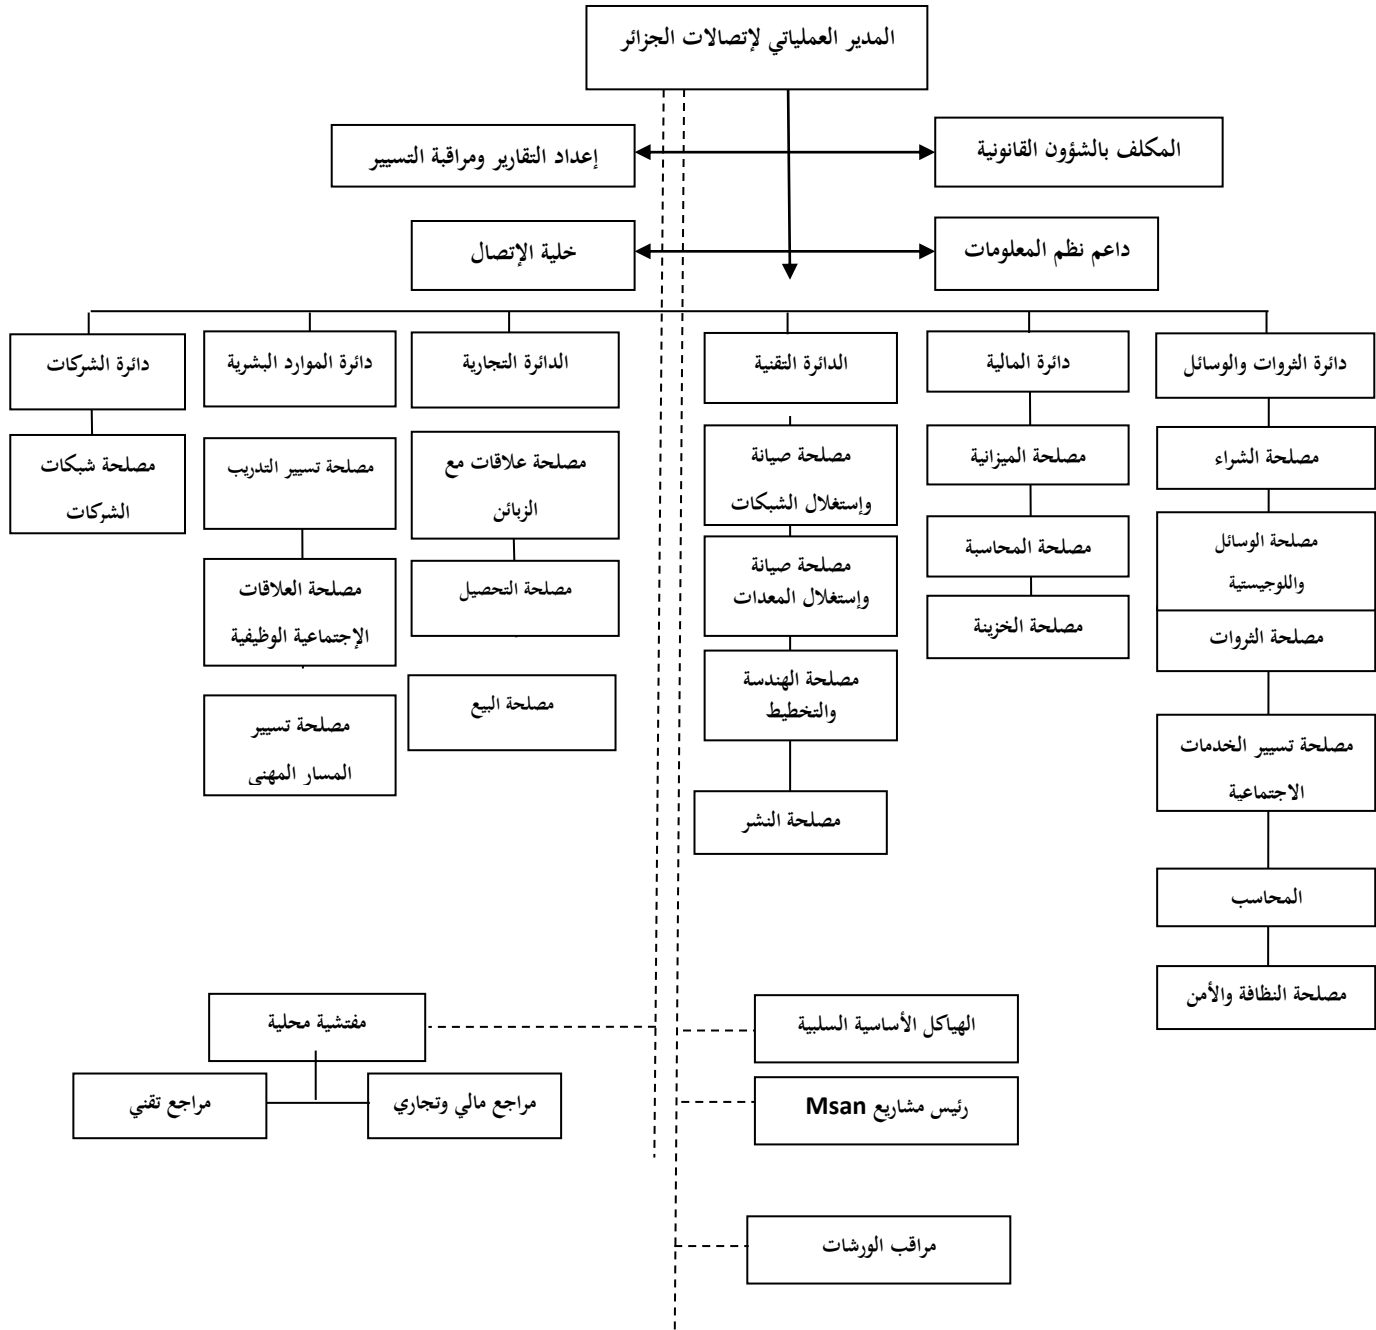 المدير العملياتي لإتصالات الجزائر
المكلف بالشؤون القانونية
إعداد التقارير ومراقبة التسيير
داعم نظم المعلومات
خلية الإتصال
دائرة الثروات والوسائل
دائرة المالية
الدائرة التقنية
الدائرة التجارية
دائرة الموارد البشرية
دائرة الشركات
مصلحة الشراء
مصلحة الوسائل
واللوجيستية
مصلحة الثروات
مصلحة تسيير الخدمات
الاجتماعية
المحاسب
مصلحة النظافة والأمن
مصلحة الميزانية
مصلحة المحاسبة
مصلحة الخزينة
مصلحة صيانة
وإستغلال الشبكات
مصلحة صيانة
وإستغلال المعدات
مصلحة الهندسة
والتخطيط
مصلحة النشر
مصلحة علاقات مع
الزبائن
مصلحة التحصيل
مصلحة البيع
مصلحة تسيير التدريب
مصلحة العلاقات
الإجتماعية الوظيفية
مصلحة تسيير
المسار المهني
مصلحة شبكات
الشركات
الهياكل الأساسية السلبية
رئيس مشاريع Msan
مراقب الورشات
مفتشية محلية
مراجع مالي وتجاري
مراجع تقني